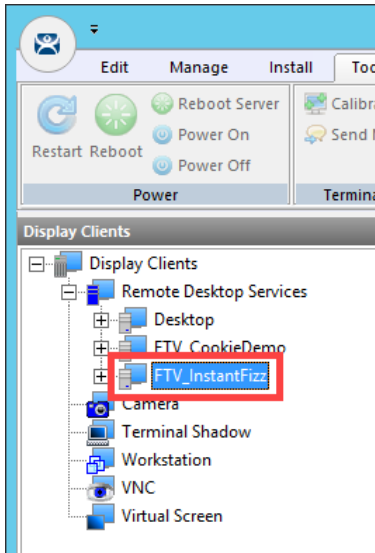 Edit Manage Install Too
Restart Reboot
Reboot Server
Power On
Power Off
Calibra
Send M
Power
Termina
Display Clients
Display Clients
Remote Desktop Services
Desktop
FTV_CookieDemo
FTV_InstantFizz
Camera
Terminal Shadow
Workstation
VNC
Virtual Screen